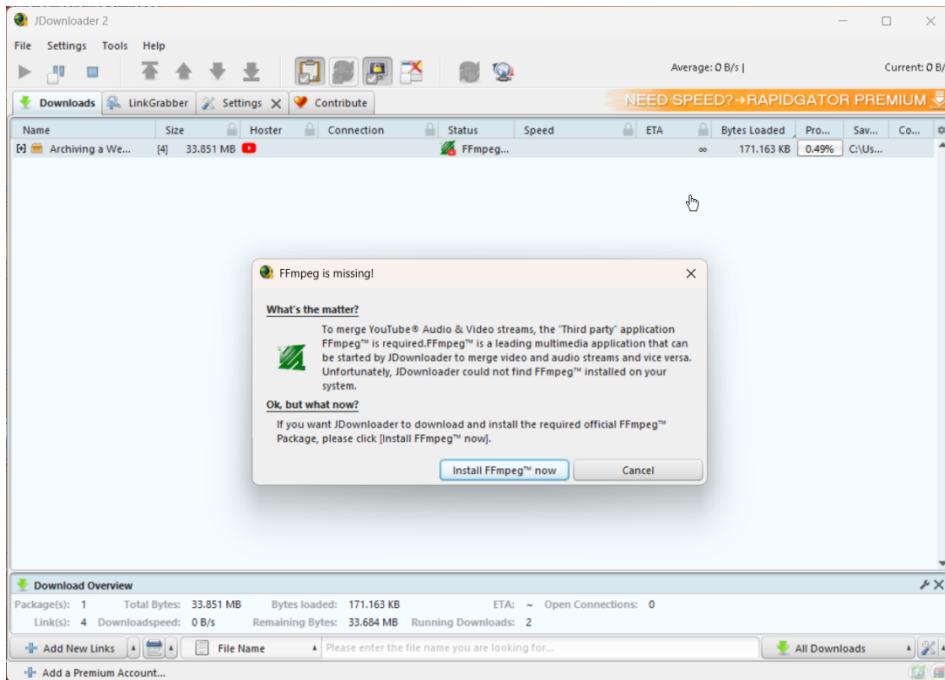 JDownloader 2
File Settings Tools Help
Average: 0 B/s | Current: 0 B/
Downloads LinkGrabber Settings Contribute NEED SPEED?→RAPIDGATOR PREMIUM
Name Size Hoster Connection Status Speed ETA Bytes Loaded Pro... Sav... Co...
Archiving a We... [4] 33.851 MB FFmpeg... ∞ 171.163 KB 0.49% C:\Us...
FFmpeg is missing!
What's the matter?
To merge YouTube® Audio & Video streams, the "Third party" application
FFmpeg™ is required.FFmpeg™ is a leading multimedia application that can
be started by JDownloader to merge video and audio streams and vice versa.
Unfortunately, JDownloader could not find FFmpeg™ installed on your
system.
Ok, but what now?
If you want JDownloader to download and install the required official FFmpeg™
Package, please click [Install FFmpeg™ now].
Install FFmpeg™ now Cancel
Download Overview
Package(s): 1 Total Bytes: 33.851 MB Bytes loaded: 171.163 KB ETA: ~ Open Connections: 0
Link(s): 4 Downloadspeed: 0 B/s Remaining Bytes: 33.684 MB Running Downloads: 2
Add New Links File Name Please enter the file name you are looking for... All Downloads
Add a Premium Account...